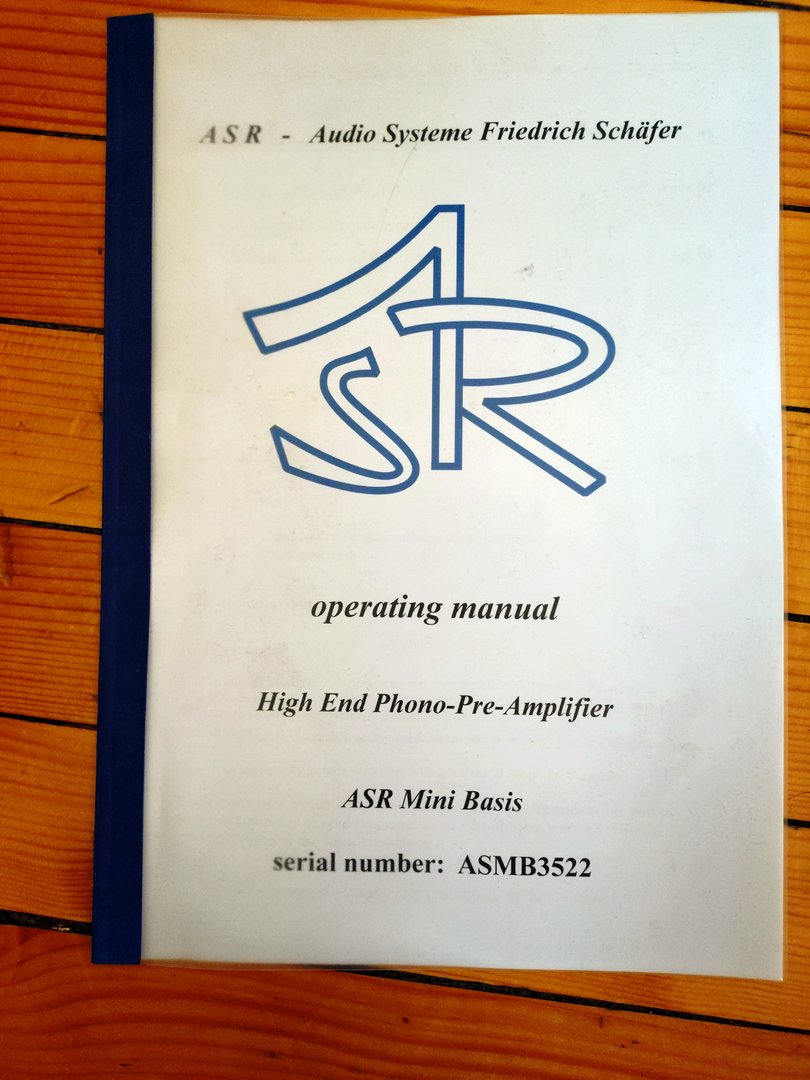 A S R - Audio Systeme Friedrich Schäfer
ASR
operating manual
High End Phono-Pre-Amplifier
ASR Mini Basis
serial number: ASMB3522